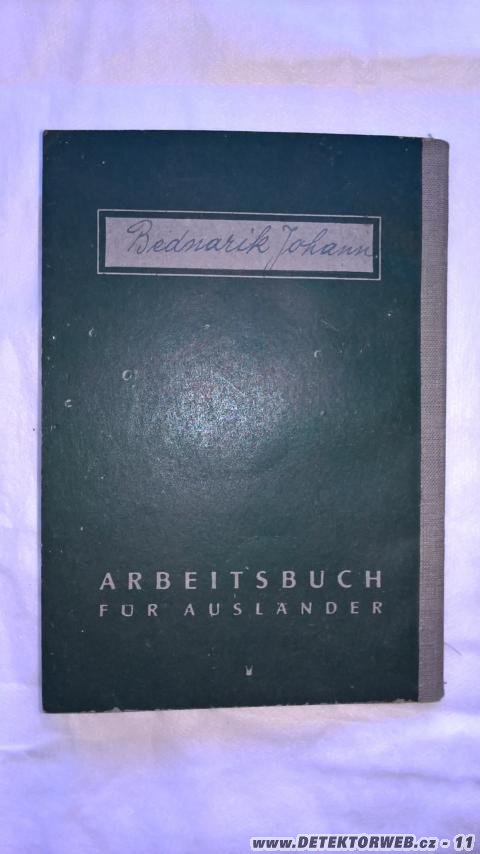 Bednarik Johann
ARBEITSBUCH
FÜR AUSLÄNDER
www.DETEKTORWEB.cz - 11